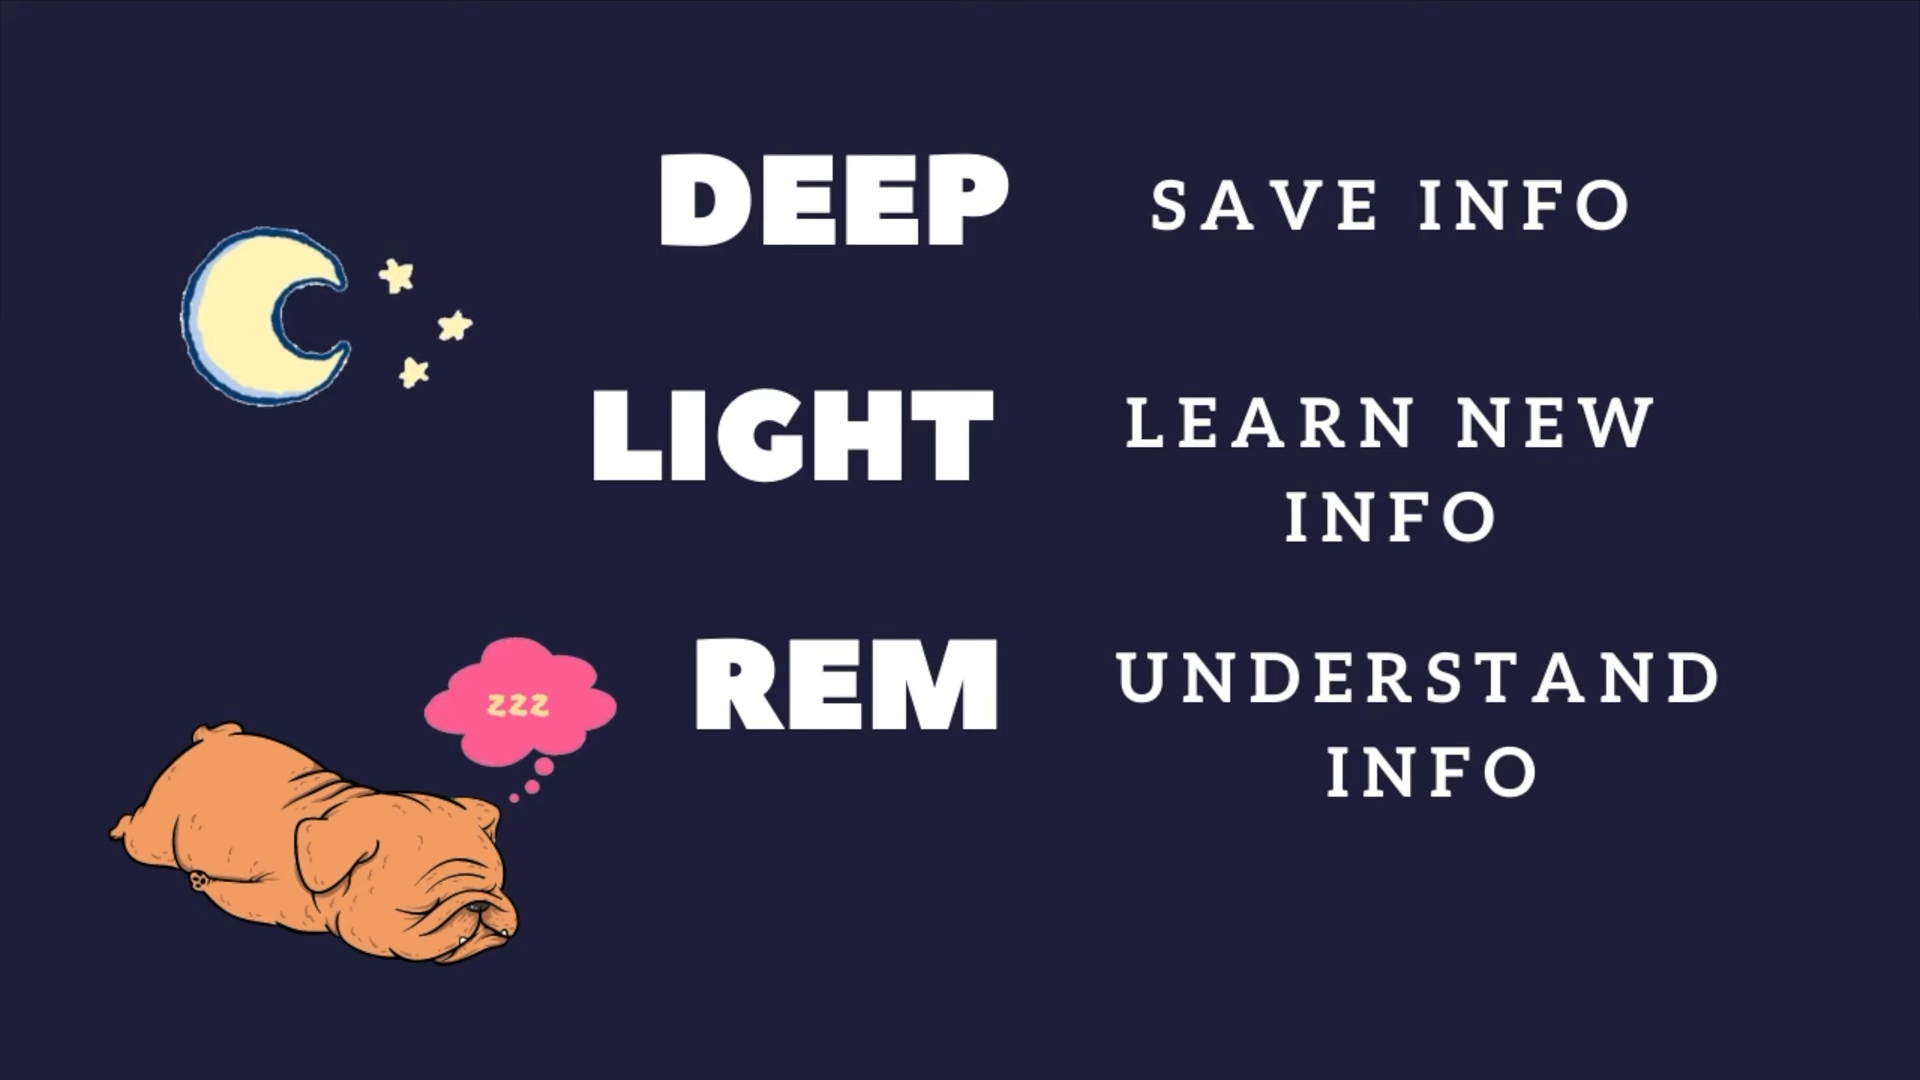 DEEP SAVE INFO
LIGHT LEARN NEW
INFO
REM UNDERSTAND
INFO
zzz